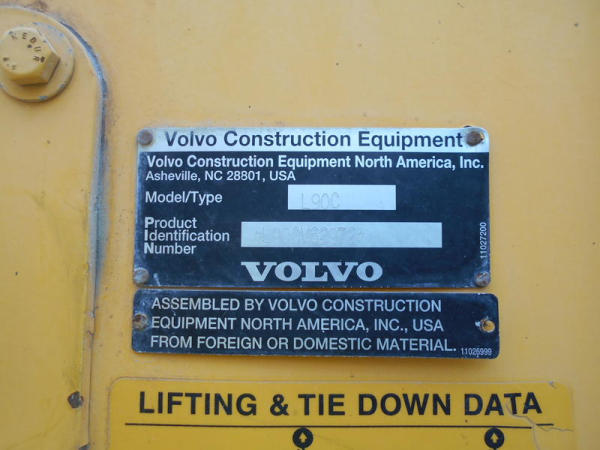 Volvo Construction Equipment
Volvo Construction Equipment North America, Inc.
Asheville, NC 28801, USA
Model/Type L90C
Product
Identification
Number
11027200
VOLVO
ASSEMBLED BY VOLVO CONSTRUCTION
EQUIPMENT NORTH AMERICA, INC., USA
FROM FOREIGN OR DOMESTIC MATERIAL.
11026999
LIFTING & TIE DOWN DATA